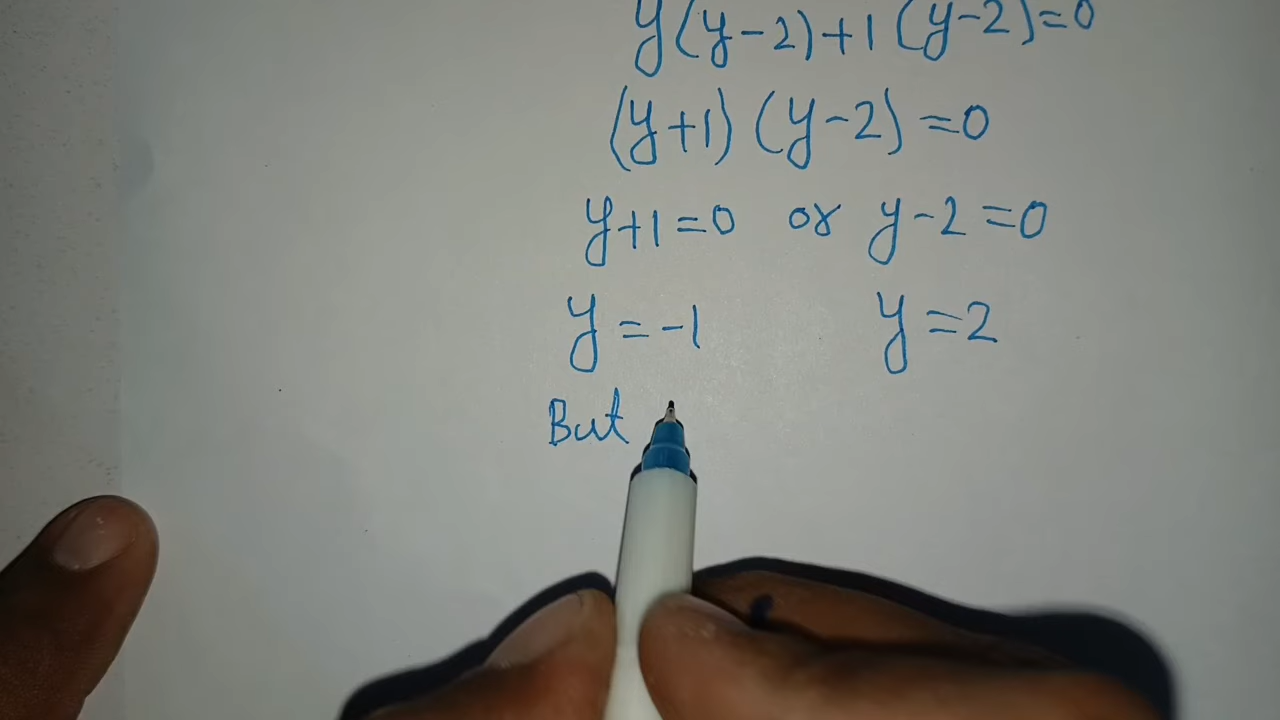 y(y-2)+1(y-2)=0
(y+1)(y-2)=0
y+1=0 or y-2=0
y=-1 y=2
But